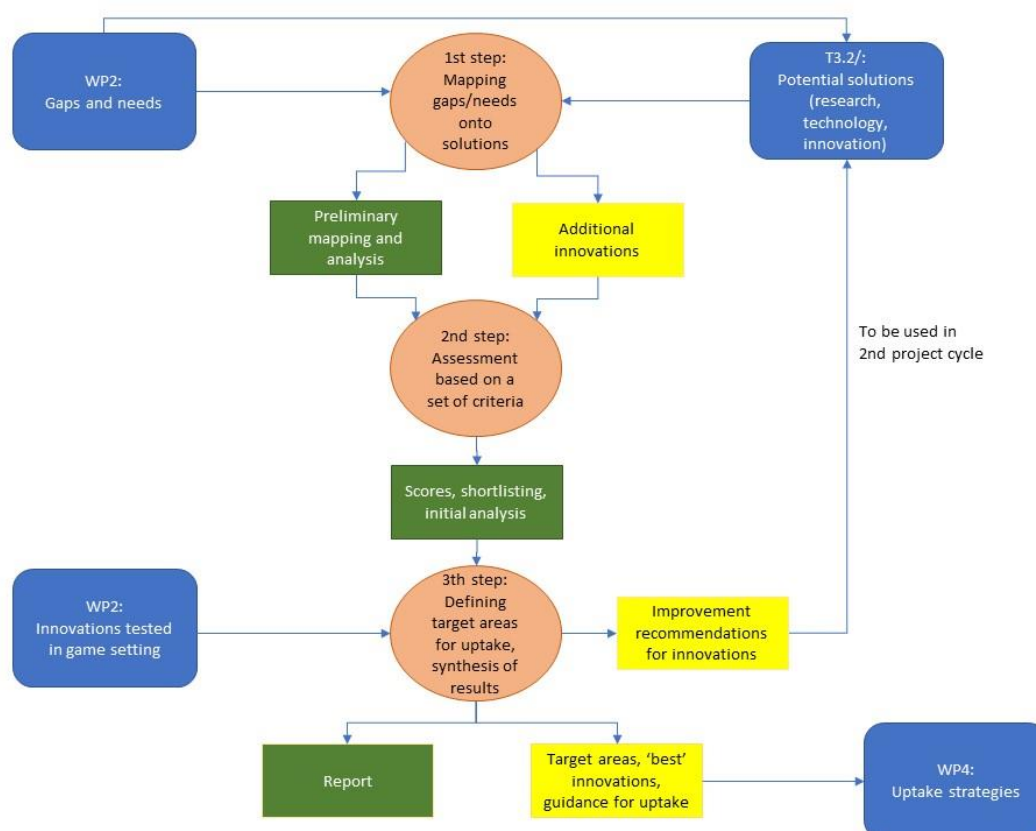 WP2:
Gaps and needs
1st step:
Mapping
gaps/needs
onto
solutions
T3.2/:
Potential solutions
(research,
technology,
innovation)
Preliminary
mapping and
analysis
Additional
innovations
2nd step:
Assessment
based on a
set of criteria
To be used in
2nd project cycle
Scores, shortlisting,
initial analysis
WP2:
Innovations tested
in game setting
3th step:
Defining
target areas
for uptake,
synthesis of
results
Improvement
recommendations
for innovations
Report
Target areas, ‘best’
innovations,
guidance for uptake
WP4:
Uptake strategies